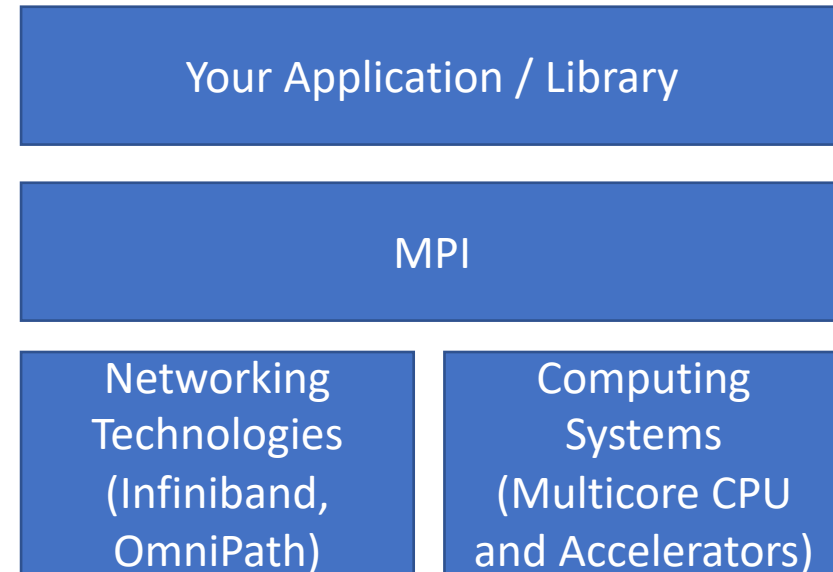 Your Application / Library
MPI
Networking
Technologies
(Infiniband,
OmniPath)
Computing
Systems
(Multicore CPU
and Accelerators)